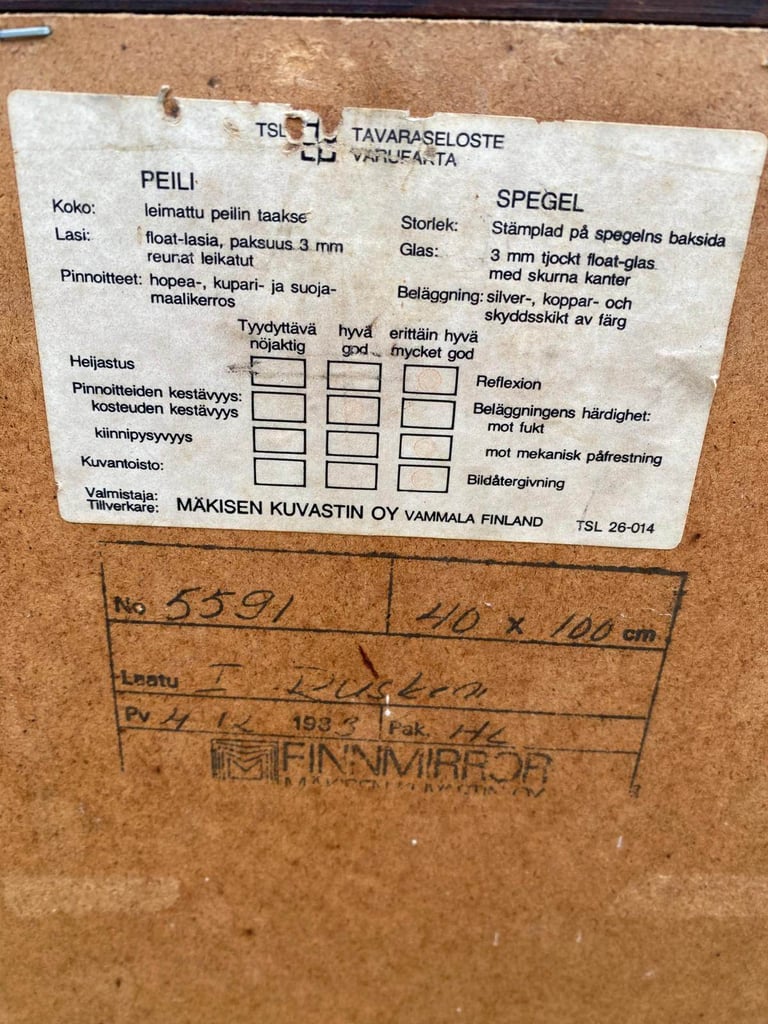 TSL TAVARASELOSTE
VARUFAKTA
PEILI
Koko: leimattu peilin taakse
Lasi: float-lasia, paksuus 3 mm
reunat leikatut
Pinnoitteet: hopea-, kupari- ja suoja-
maalikerros
SPEGEL
Storlek: Stämplad på spegelns baksida
Glas: 3 mm tjockt float-glas
med skurna kanter
Beläggning: silver-, koppar- och
skyddsskikt av färg
Tyydyttävä hyvä erittäin hyvä
nöjaktig god mycket god
Heijastus Reflexion
Pinnoitteiden kestävyys: Beläggningens härdighet:
kosteuden kestävyys mot fukt
kiinnipysyvyys mot mekanisk påfrestning
Kuvantoisto: Bildåtergivning
Valmistaja:
Tillverkare: MÄKISEN KUVASTIN OY VAMMALA FINLAND TSL 26-014
No 5591 40 x 100 cm
Laatu I
Pv 4 12 1983 Pak. HL
FINNMIRROR
MÄKISEN KUVASTIN OY